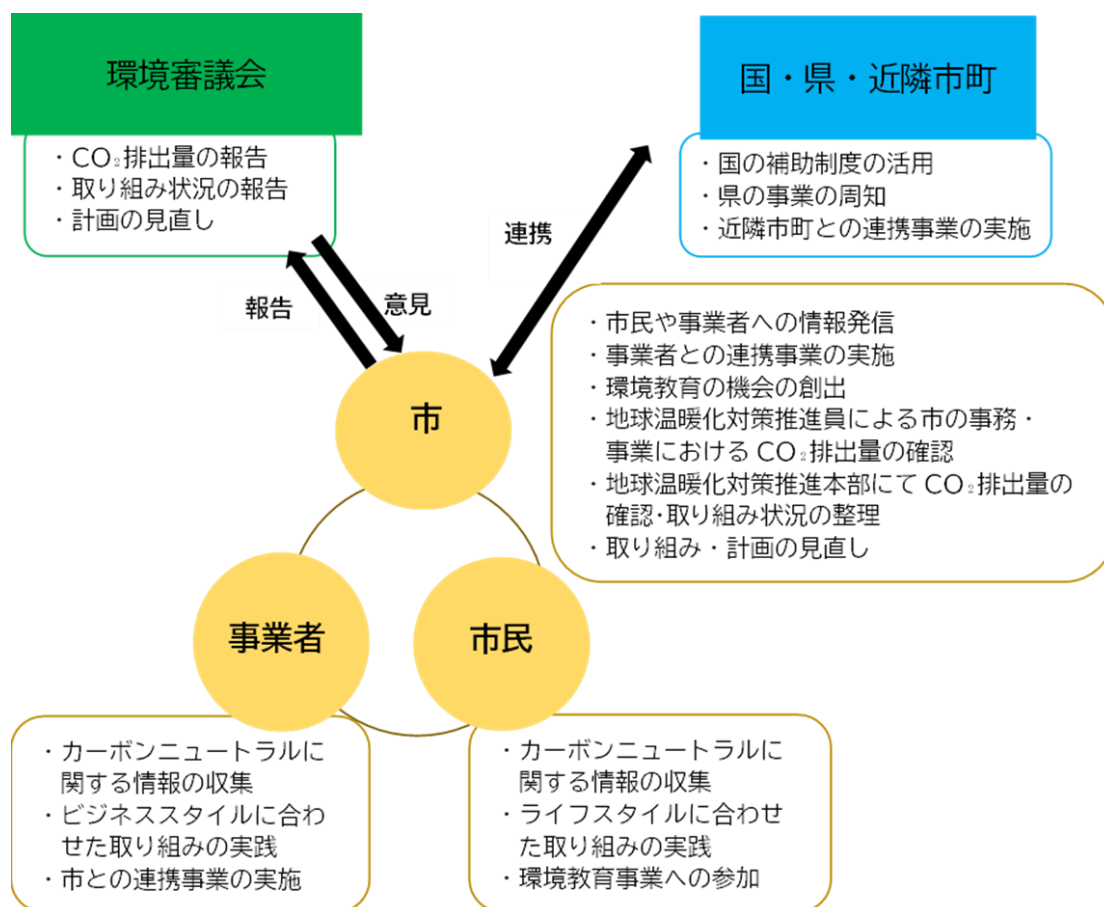 環境審議会
・CO₂排出量の報告
・取り組み状況の報告
・計画の見直し
国・県・近隣市町
・国の補助制度の活用
・県の事業の周知
・近隣市町との連携事業の実施
連携
報告
意見
市
・市民や事業者への情報発信
・事業者との連携事業の実施
・環境教育の機会の創出
・地球温暖化対策推進員による市の事務・
事業における CO₂排出量の確認
・地球温暖化対策推進本部にて CO₂排出量の
確認・取り組み状況の整理
・取り組み・計画の見直し
事業者
・カーボンニュートラルに
関する情報の収集
・ビジネススタイルに合わ
せた取り組みの実践
・市との連携事業の実施
市民
・カーボンニュートラルに
関する情報の収集
・ライフスタイルに合わせ
た取り組みの実践
・環境教育事業への参加